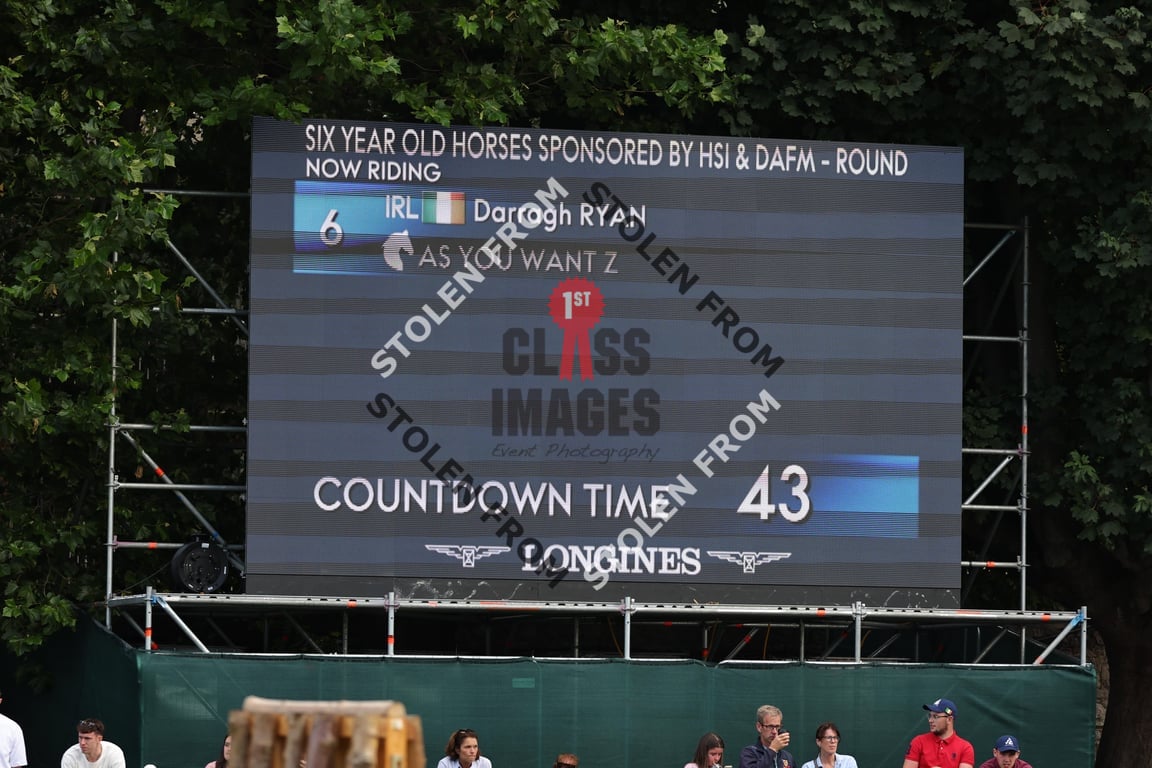 SIX YEAR OLD HORSES SPONSORED BY HSI & DAFM - ROUND
NOW RIDING
6 IRL Darragh RYAN
AS YOU WANT Z
STOLEN FROM
STOLEN FROM
1ST
CLASS
IMAGES
Event Photography
STOLEN FROM
STOLEN FROM
COUNTDOWN TIME 43
LONGINES